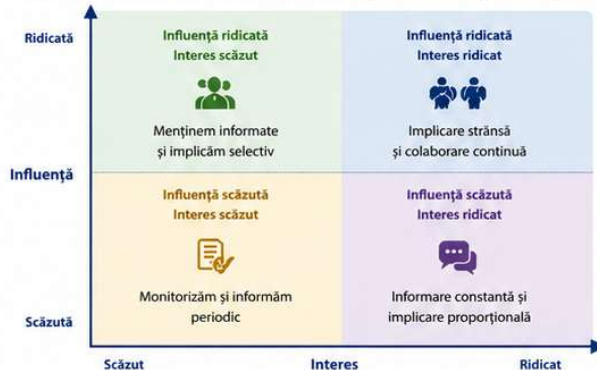 Ridicată
Influență ridicată
Interes scăzut
Menținem informate
și implicăm selectiv
Influență ridicată
Interes ridicat
Implicare strânsă
și colaborare continuă
Influență
Influență scăzută
Interes scăzut
Monitorizăm și informăm
periodic
Influență scăzută
Interes ridicat
Informare constantă și
implicare proporțională
Scăzută
Scăzut
Interes
Ridicat